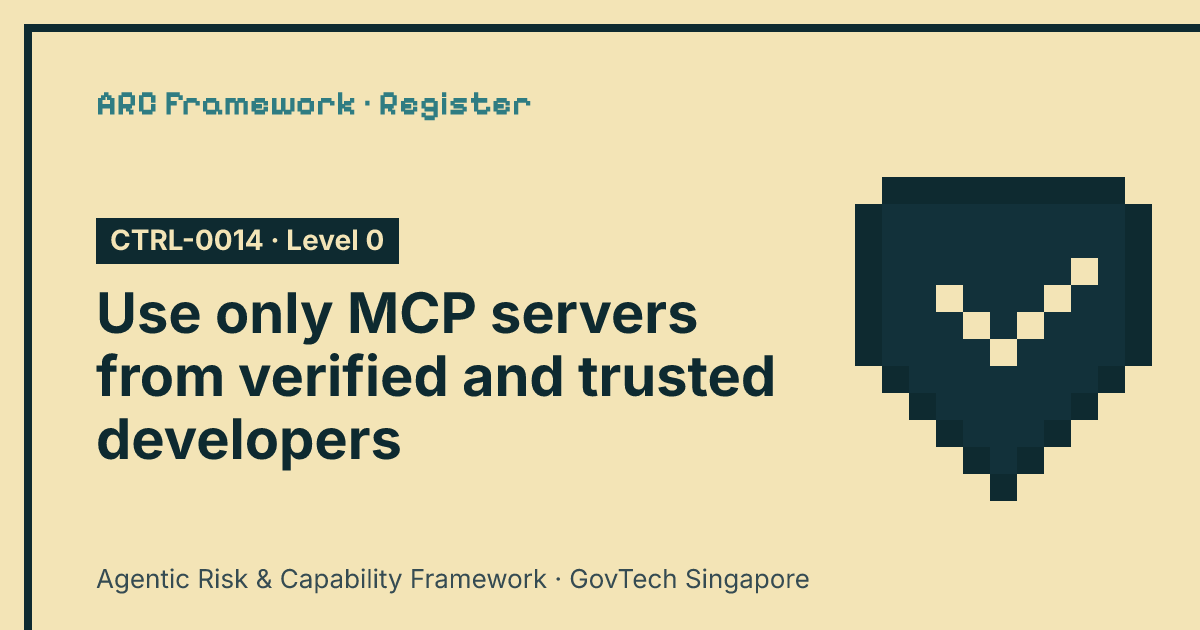 ARC Framework · Register
CTRL-0014 · Level 0
Use only MCP servers
from verified and trusted
developers
Agentic Risk & Capability Framework · GovTech Singapore